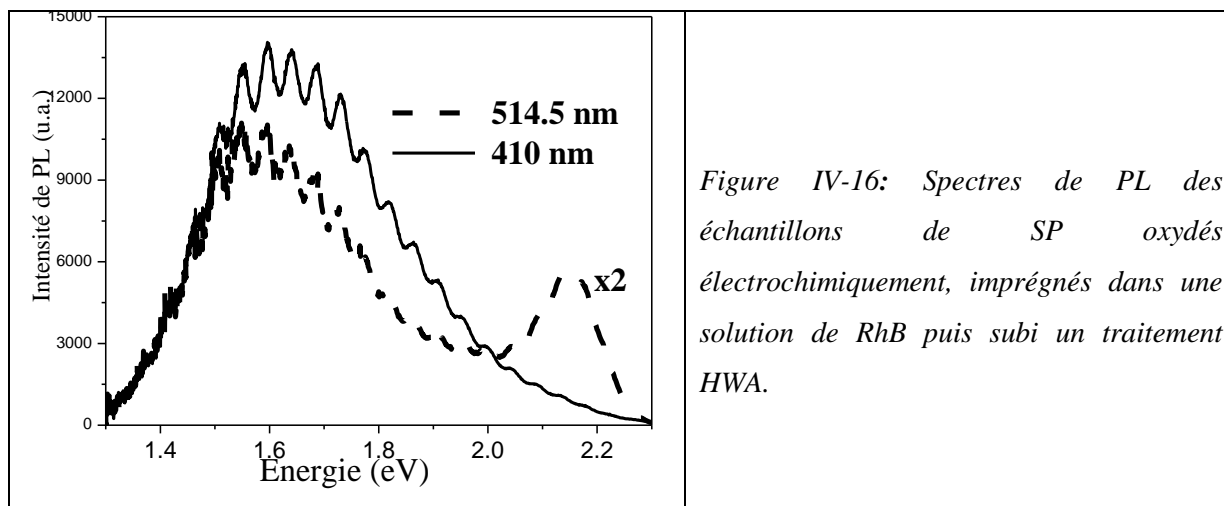 15000
12000
9000
6000
3000
0
Intensité de PL (u.a.)
514.5 nm
410 nm
x2
1.4 1.6 1.8 2.0 2.2
Energie (eV)
Figure IV-16: Spectres de PL des
échantillons de SP oxydés
électrochimiquement, imprégnés dans une
solution de RhB puis subi un traitement
HWA.